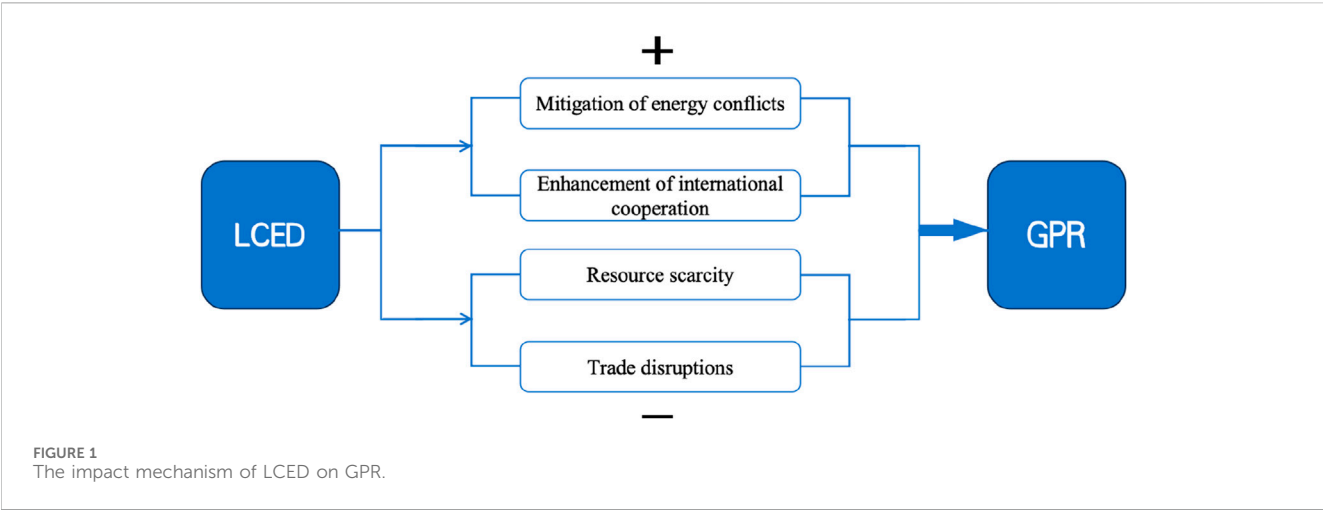 +
Mitigation of energy conflicts
Enhancement of international
cooperation
LCED
GPR
Resource scarcity
Trade disruptions
—
FIGURE 1
The impact mechanism of LCED on GPR.